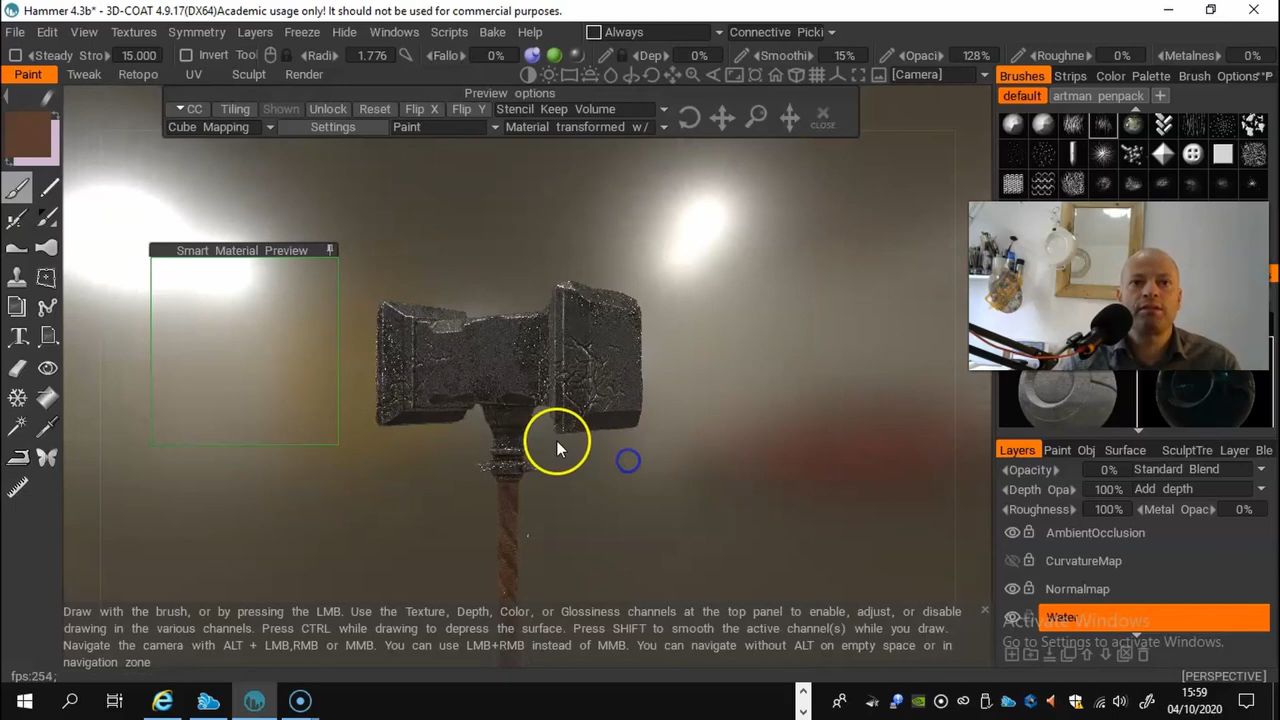 Hammer 4.3b* - 3D-COAT 4.9.17(DX64)Academic usage only! It should not be used for commercial purposes.
File Edit View Textures Symmetry Layers Freeze Hide Windows Scripts Bake Help Always Connective Picki
Steady Stro 15.000 Invert Tool Radi 1.776 Fallo 0% Dep 0% Smoothi 15% Opaci 128% Roughne 0% Metalnes 0%
Paint Tweak Retopo UV Sculpt Render [Camera] Brushes Strips Color Palette Brush Options
Preview options
default artman penpack
CC Tiling Shown Unlock Reset Flip X Flip Y Stencil Keep Volume
Cube Mapping Settings Paint Material transformed w/ CLOSE
Smart Material Preview
Layers Paint Obj Surface SculptTre Layer Ble
Opacity 0% Standard Blend
Depth Opa 100% Add depth
Roughness 100% Metal Opac 0%
AmbientOcclusion
CurvatureMap
Normalmap
Water
Activate Windows
Go to Settings to activate Windows.
Draw with the brush, or by pressing the LMB. Use the Texture, Depth, Color, or Glossiness channels at the top panel to enable, adjust, or disable
drawing in the various channels. Press CTRL while drawing to depress the surface. Press SHIFT to smooth the active channel(s) while you draw.
Navigate the camera with ALT + LMB,RMB or MMB. You can use LMB+RMB instead of MMB. You can navigate without ALT on empty space or in
navigation zone
fps:254;
[PERSPECTIVE]
15:59
04/10/2020